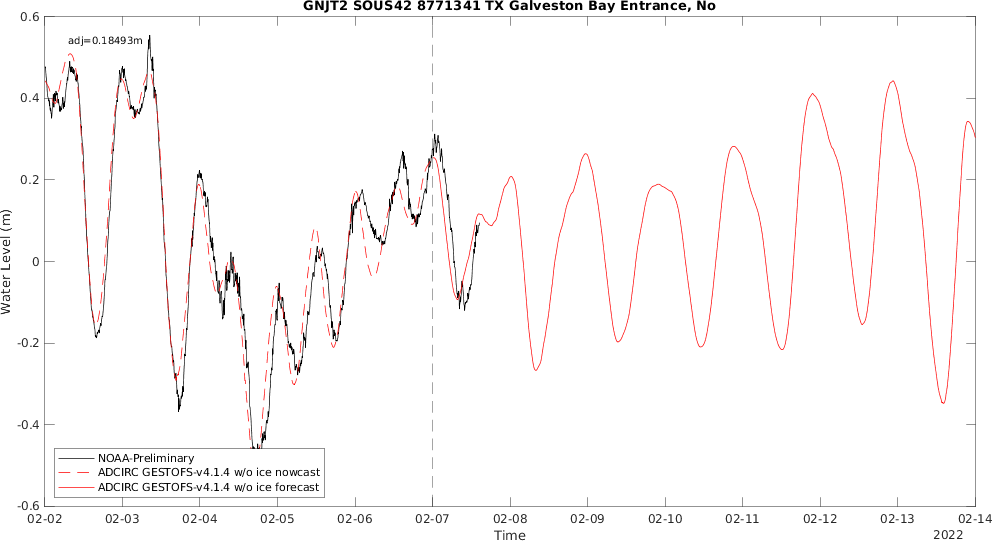 GNJT2 SOUS42 8771341 TX Galveston Bay Entrance, No
adj=0.18493m
Water Level (m)
0.6
0.4
0.2
0
-0.2
-0.4
-0.6
NOAA-Preliminary
ADCIRC GESTOFS-v4.1.4 w/o ice nowcast
ADCIRC GESTOFS-v4.1.4 w/o ice forecast
02-02 02-03 02-04 02-05 02-06 02-07 02-08 02-09 02-10 02-11 02-12 02-13 02-14
Time
2022